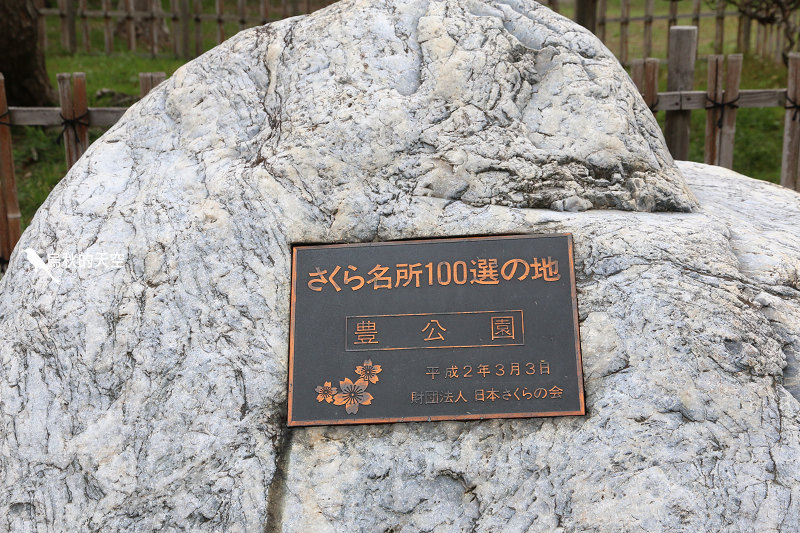 さくら名所100選の地
豊公園
平成2年3月3日
財団法人 日本さくらの会